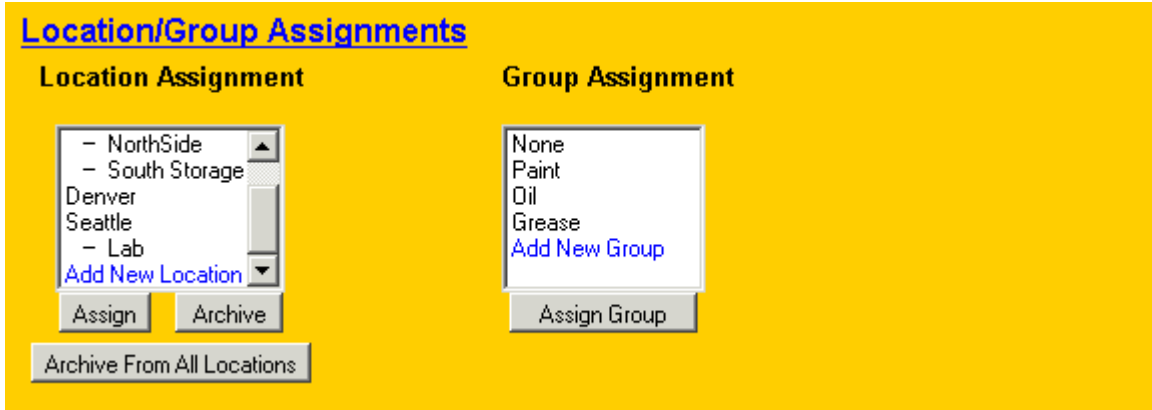 Location/Group Assignments
Location Assignment
– NorthSide
– South Storage
Denver
Seattle
– Lab
Add New Location
Assign
Archive
Archive From All Locations
Group Assignment
None
Paint
Oil
Grease
Add New Group
Assign Group